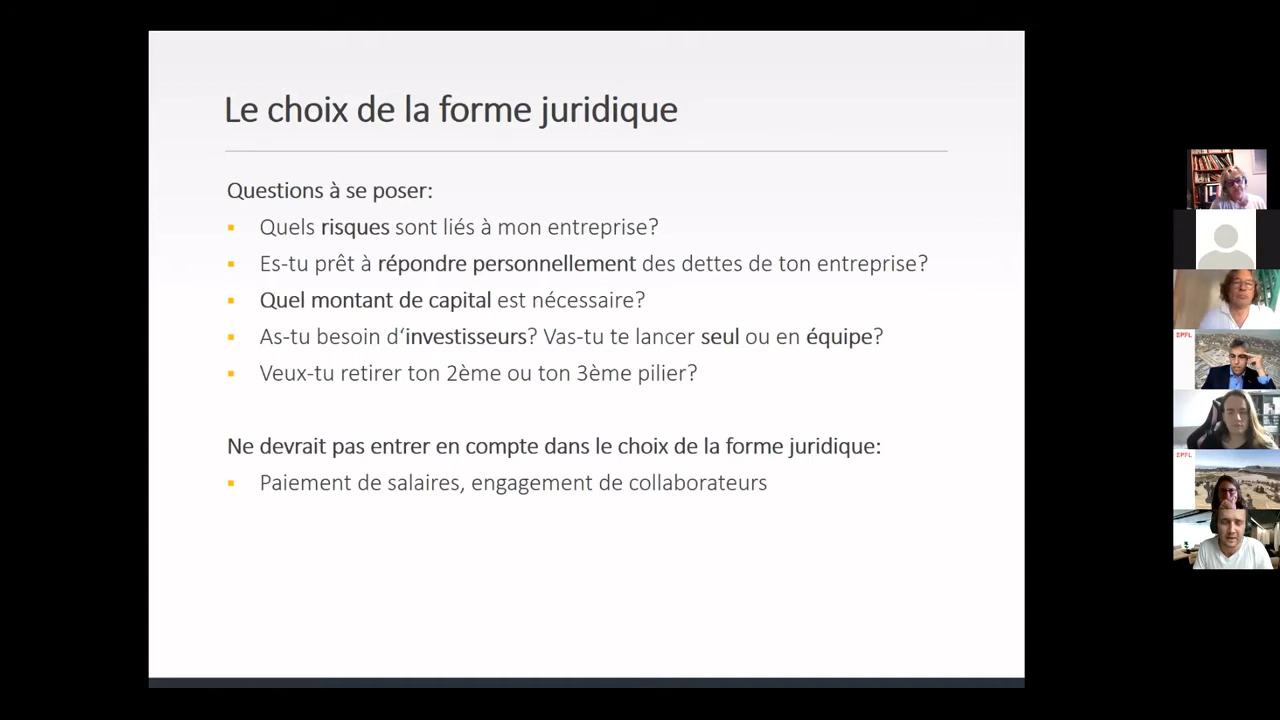 Le choix de la forme juridique
Questions à se poser:
▪ Quels risques sont liés à mon entreprise?
▪ Es-tu prêt à répondre personnellement des dettes de ton entreprise?
▪ Quel montant de capital est nécessaire?
▪ As-tu besoin d‘investisseurs? Vas-tu te lancer seul ou en équipe?
▪ Veux-tu retirer ton 2ème ou ton 3ème pilier?
Ne devrait pas entrer en compte dans le choix de la forme juridique:
▪ Paiement de salaires, engagement de collaborateurs
EPFL
EPFL